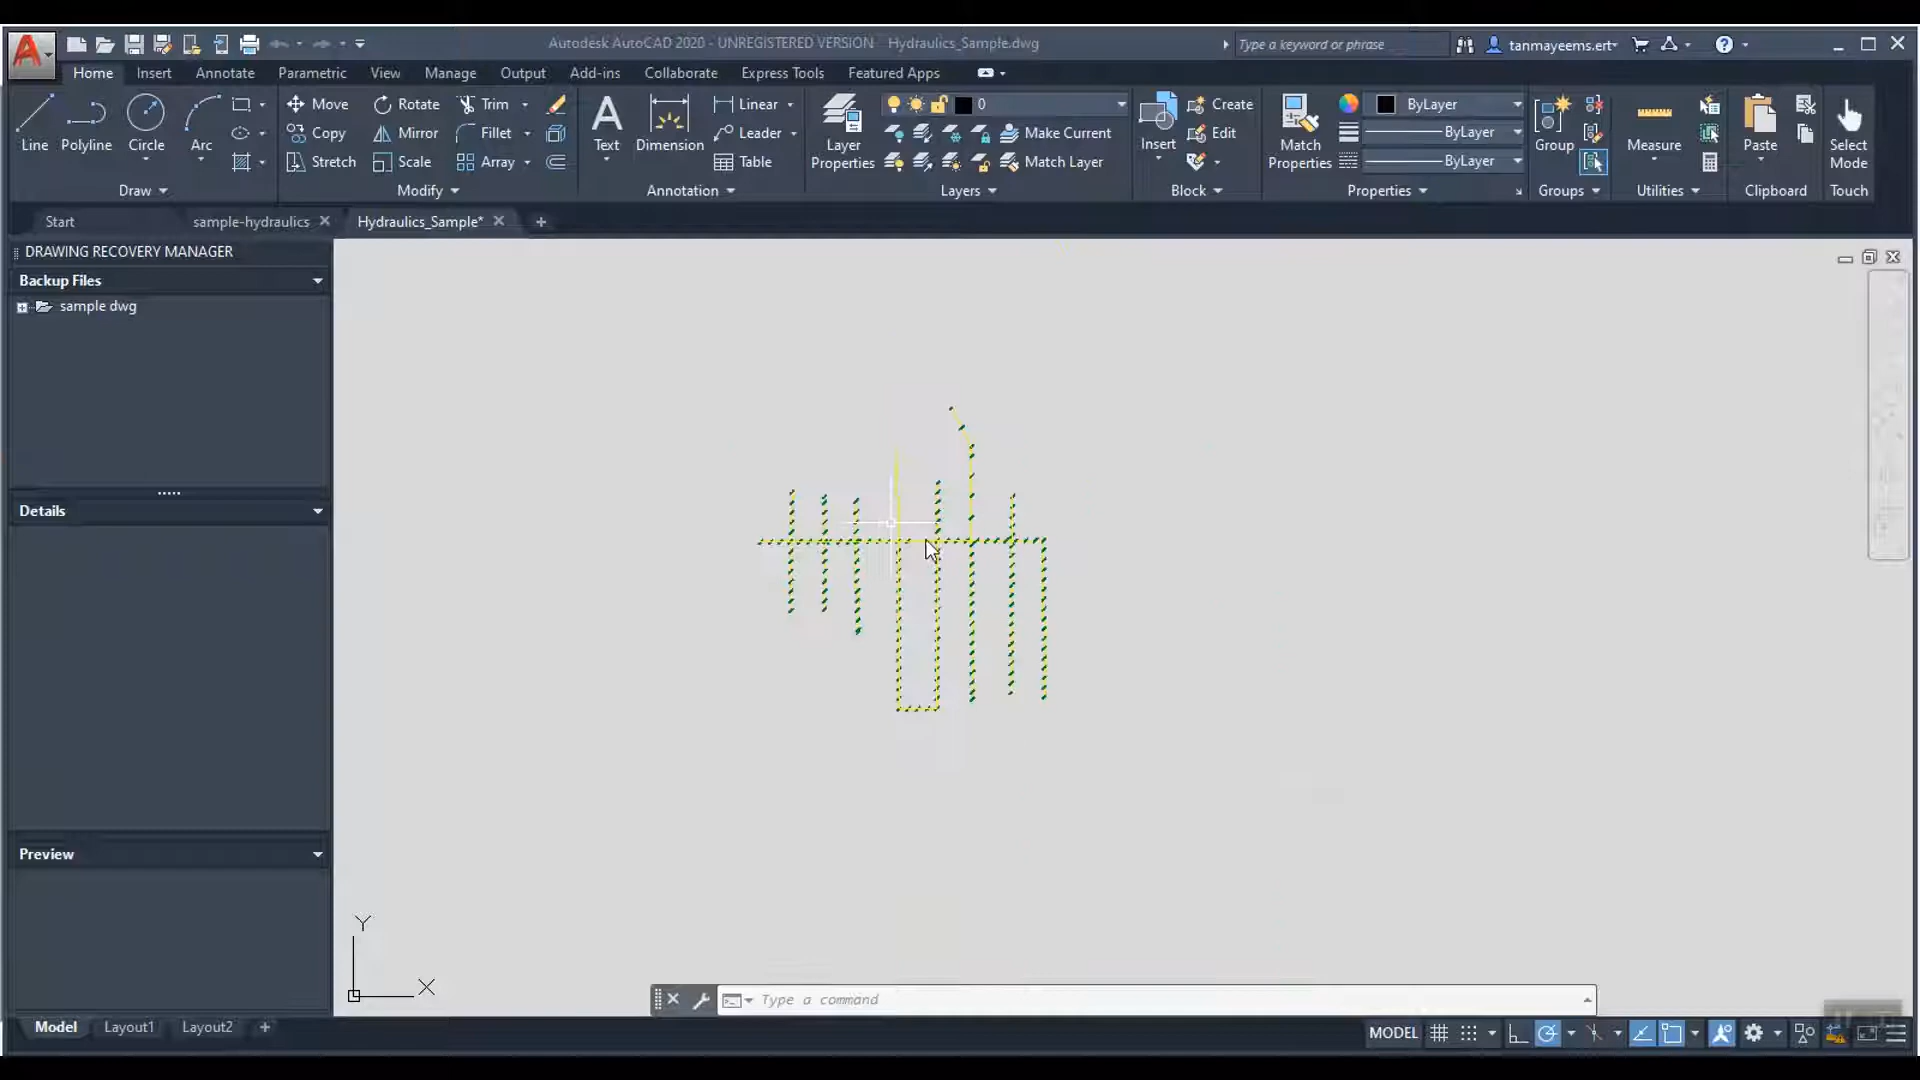 Autodesk AutoCAD 2020 - UNREGISTERED VERSION Hydraulics_Sample.dwg
Type a keyword or phrase
tanmayeems.ert
Home Insert Annotate Parametric View Manage Output Add-ins Collaborate Express Tools Featured Apps
Line Polyline Circle Arc
Draw
Move Rotate Trim
Copy Mirror Fillet
Stretch Scale Array
Modify
Text Dimension
Linear
Leader
Table
Annotation
Layer Properties
0
Make Current
Match Layer
Layers
Insert
Create
Edit
Block
Match Properties
ByLayer
ByLayer
ByLayer
Properties
Group
Groups
Measure
Utilities
Paste
Clipboard
Select Mode
Touch
Start sample-hydraulics Hydraulics_Sample*
DRAWING RECOVERY MANAGER
Backup Files
sample dwg
Details
Preview
Y
X
Type a command
Model Layout1 Layout2
MODEL